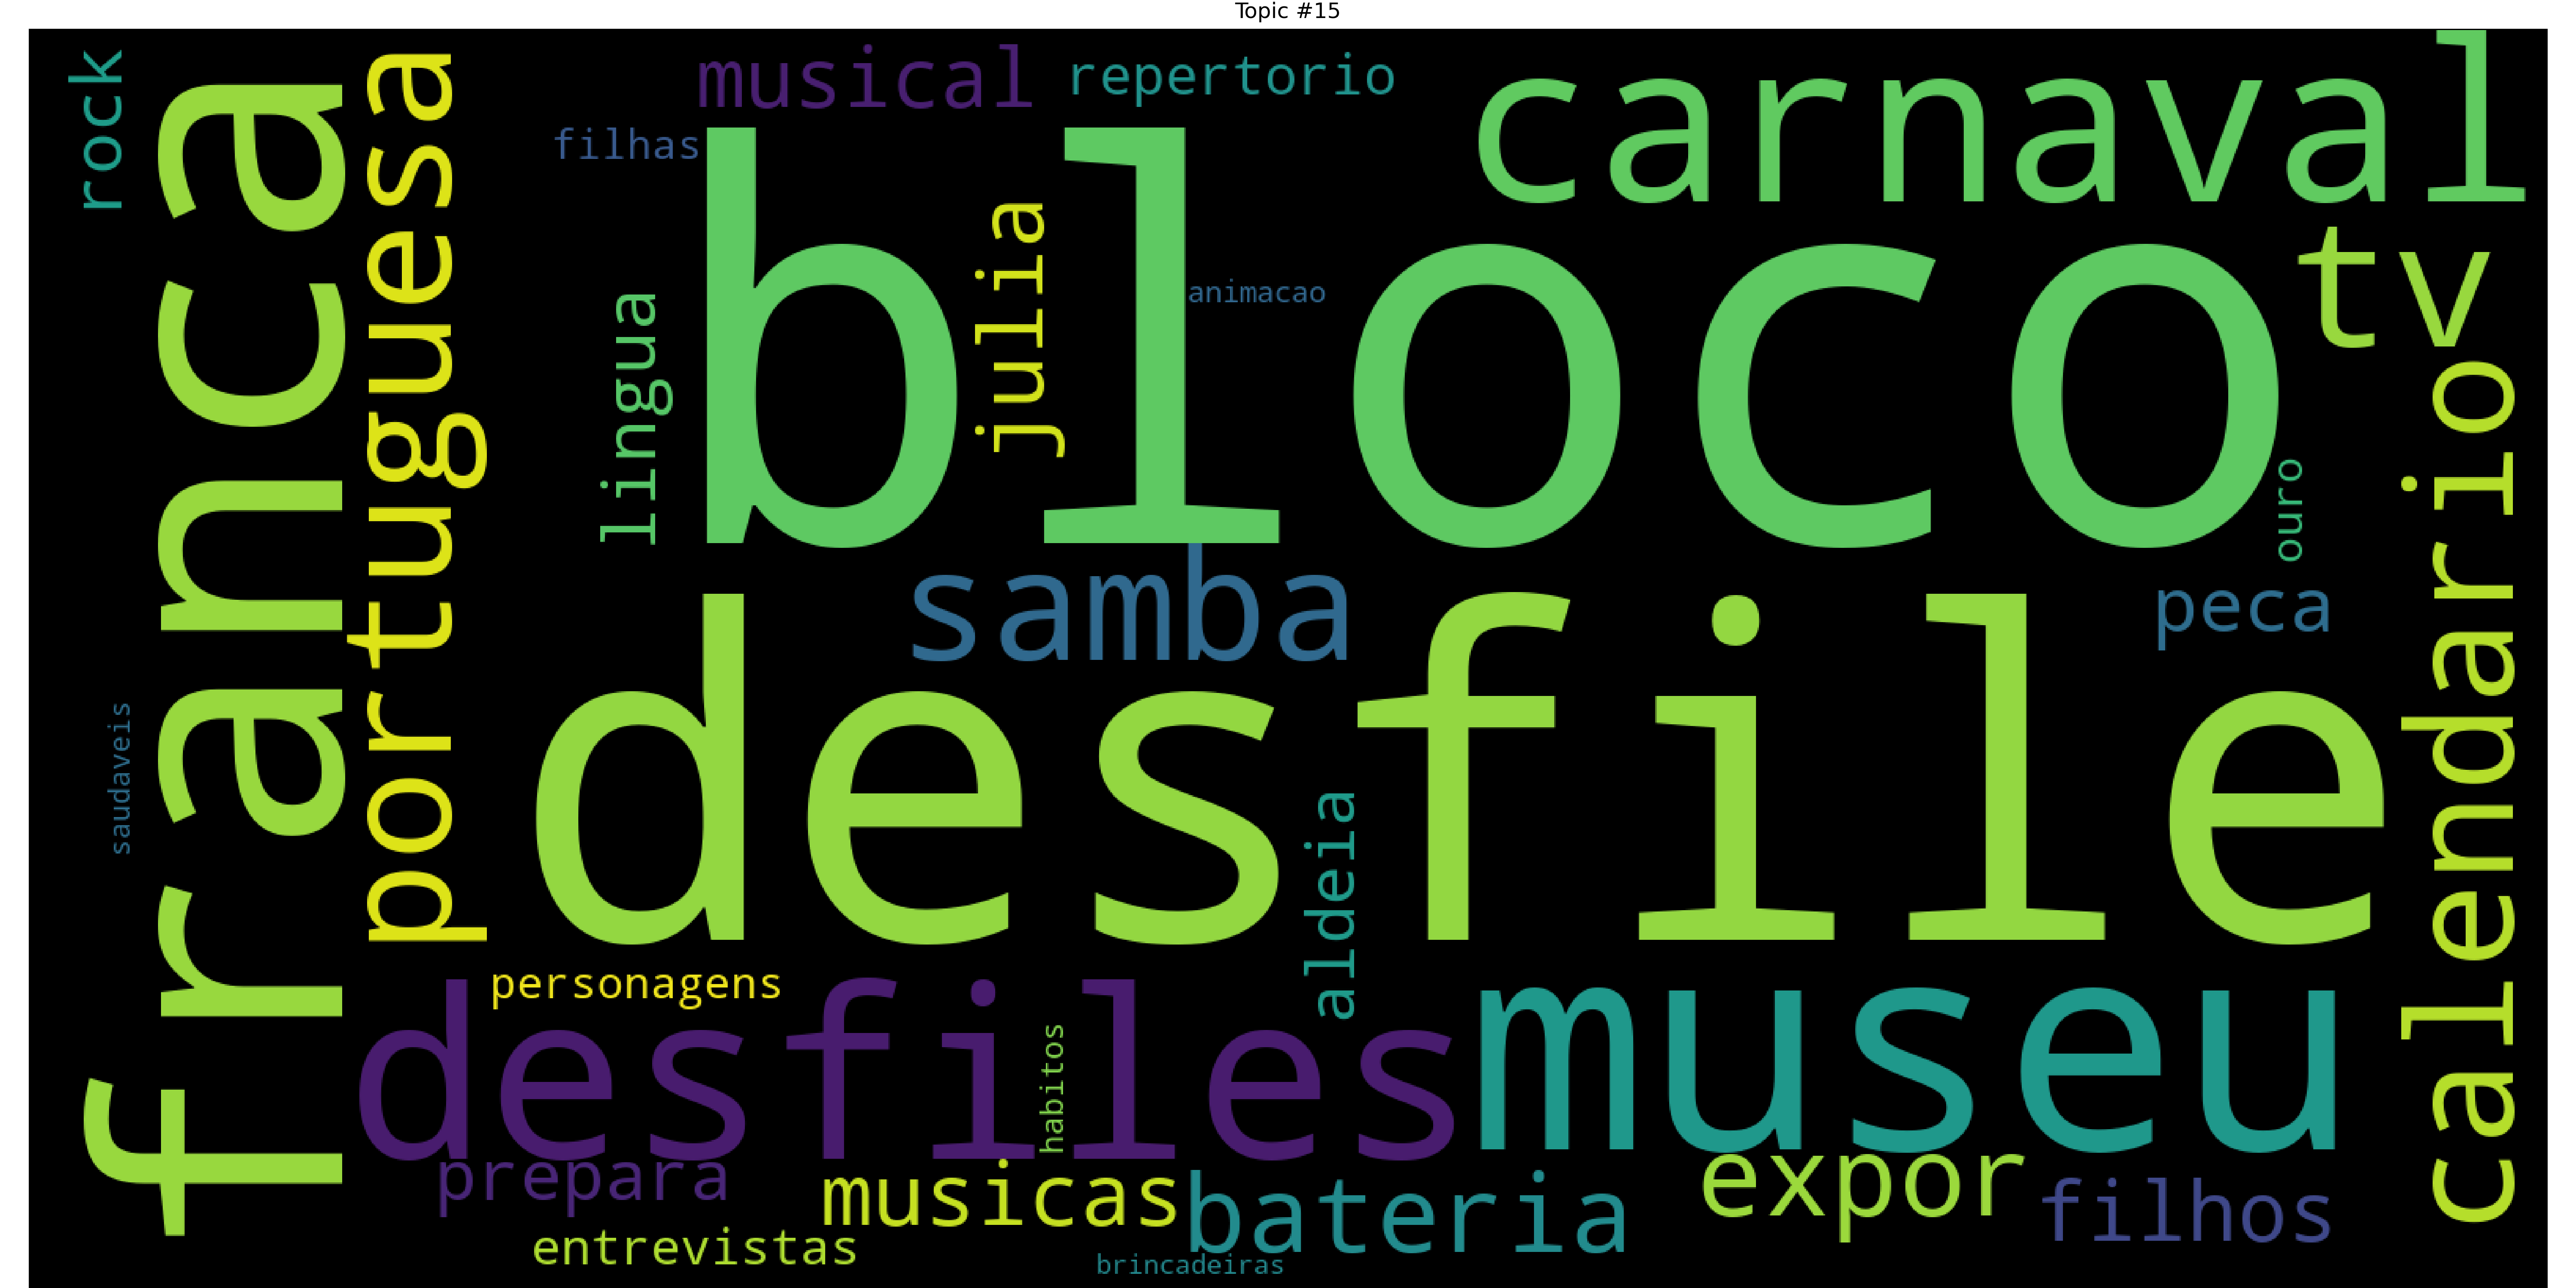 Topic #15
rock
franca
portuguesa
musical
repertorio
carnaval
filhas
bloco
julia
lingua
animacao
tv
calendario
ouro
samba
peca
desfile
saudaveis
aldeia
personagens
desfiles
museu
habitos
prepara
musicas
bateria
expor
filhos
entrevistas
brincadeiras